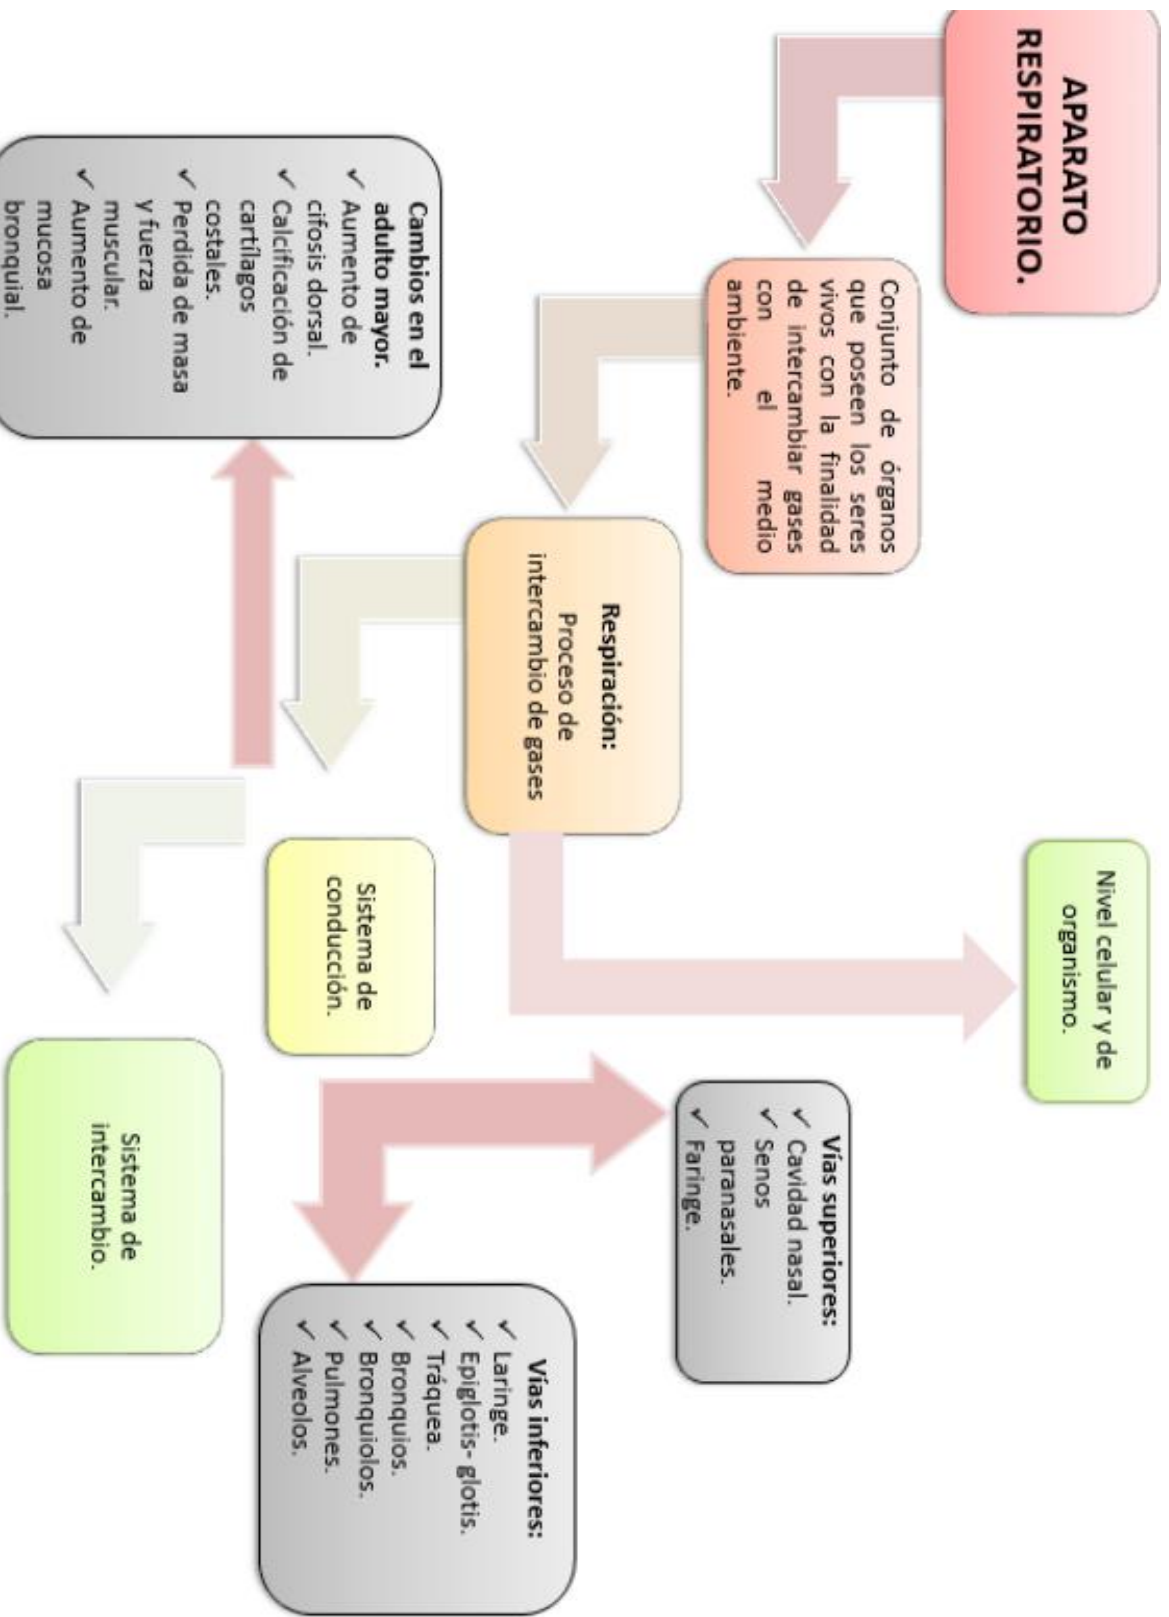 APARATO
RESPIRATORIO.
Conjunto de órganos
que poseen los seres
vivos con la finalidad
de intercambiar gases
con el medio
ambiente.
Respiración:
Proceso de
intercambio de gases
Nivel celular y de
organismo.
Sistema de
conducción.
Vías superiores:
✓ Cavidad nasal.
✓ Senos
paranasales.
✓ Faringe.
Vías inferiores:
✓ Laringe.
✓ Epiglotis- glotis.
✓ Tráquea.
✓ Bronquios.
✓ Bronquiolos.
✓ Pulmones.
✓ Alveolos.
Cambios en el
adulto mayor.
✓ Aumento de
cifosis dorsal.
✓ Calcificación de
cartílagos
costales.
✓ Perdida de masa
y fuerza
muscular.
✓ Aumento de
mucosa
bronquial.
Sistema de
intercambio.